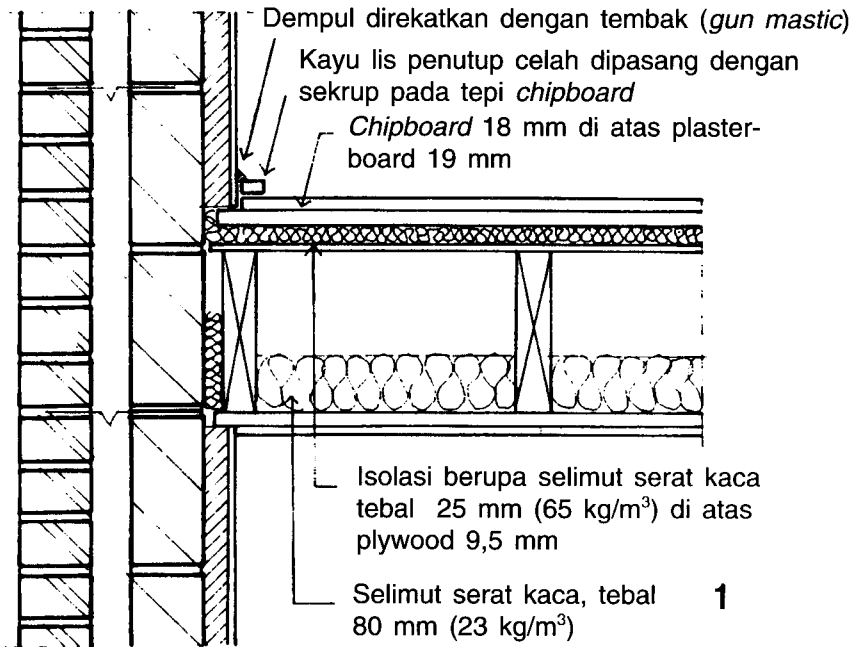 Dempul direkatkan dengan tembak (gun mastic)
Kayu lis penutup celah dipasang dengan
sekrup pada tepi chipboard
Chipboard 18 mm di atas plaster-
board 19 mm
Isolasi berupa selimut serat kaca
tebal 25 mm (65 kg/m³) di atas
plywood 9,5 mm
Selimut serat kaca, tebal
80 mm (23 kg/m³)
1